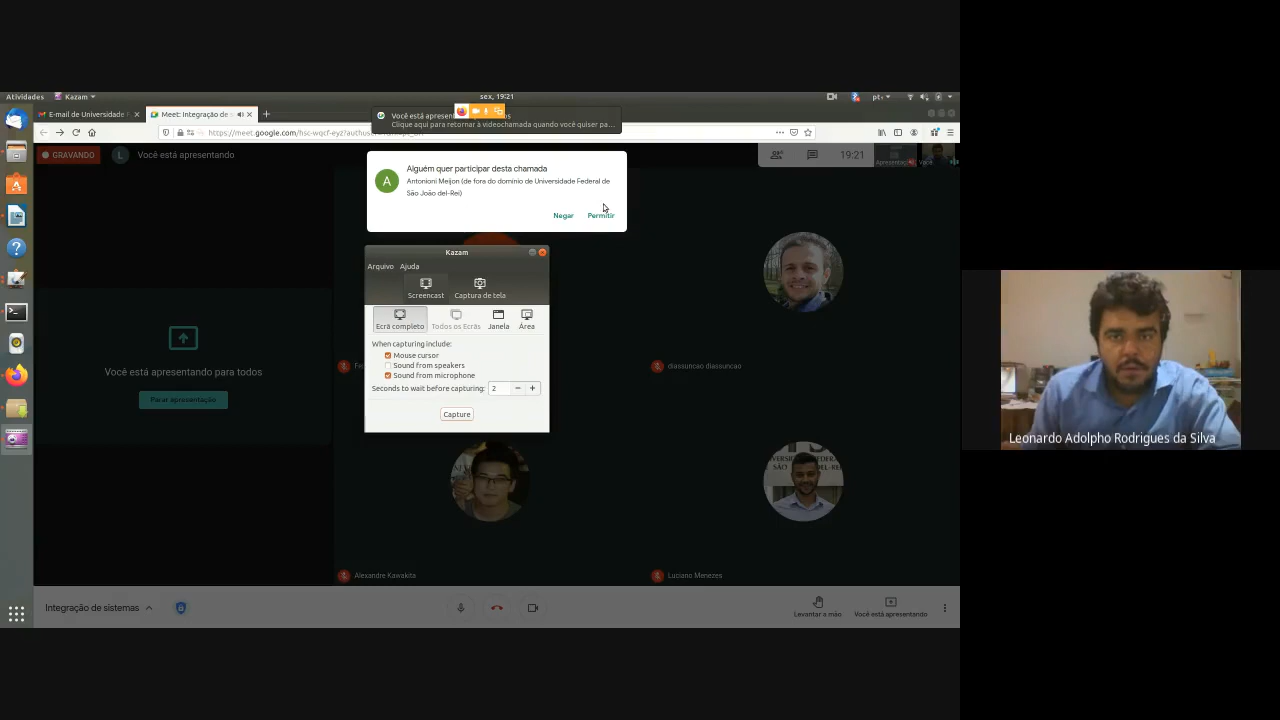 Atividades
Kazam
sex, 19:21
pt
E-mail de Universidade F
Meet: Integração de s
Você está apresent
Clique aqui para retornar à videochamada quando você quiser pa...
GRAVANDO
L
Você está apresentando
19:21
Você
Alguém quer participar desta chamada
A
Antonioni Meijon (de fora do domínio de Universidade Federal de
São João del-Rei)
Negar
Permitir
Kazam
Arquivo
Ajuda
Screencast
Captura de tela
Ecrã completo
Todos os Ecrãs
Janela
Área
When capturing include:
Mouse cursor
Sound from speakers
Sound from microphone
Seconds to wait before capturing:
2
Capture
Você está apresentando para todos
Parar apresentação
diassuncao diassuncao
Leonardo Adolpho Rodrigues da Silva
Alexandre Kawakita
Luciano Menezes
Integração de sistemas
Levantar a mão
Você está apresentando